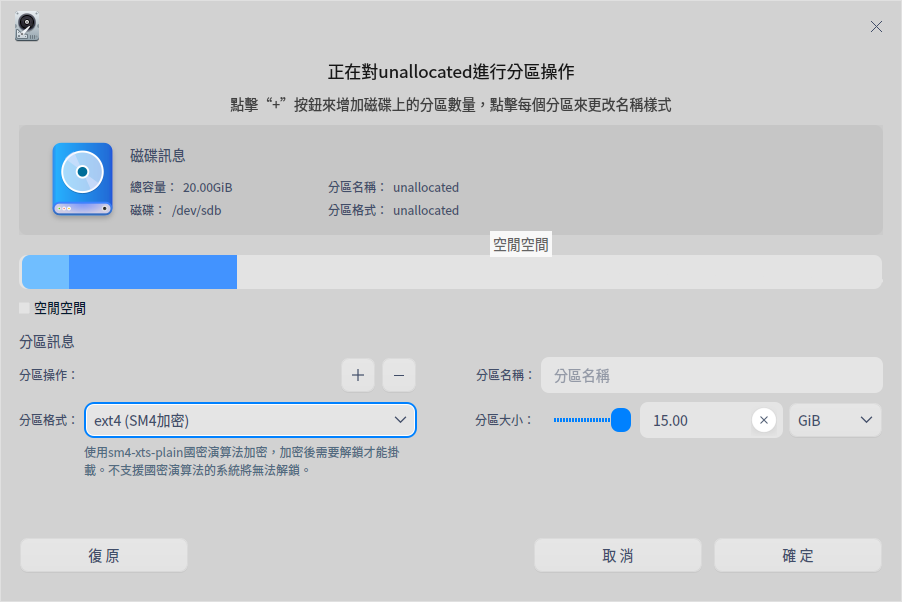 正在對unallocated進行分區操作
點擊“+”按鈕來增加磁碟上的分區數量，點擊每個分區來更改名稱樣式
磁碟訊息
總容量： 20.00GiB 分區名稱： unallocated
磁碟： /dev/sdb 分區格式： unallocated
空閒空間
空閒空間
分區訊息
分區操作： + − 分區名稱： 分區名稱
分區格式： ext4 (SM4加密) 分區大小： 15.00 GiB
使用sm4-xts-plain國密演算法加密，加密後需要解鎖才能掛
載。不支援國密演算法的系統將無法解鎖。
復原 取消 確定